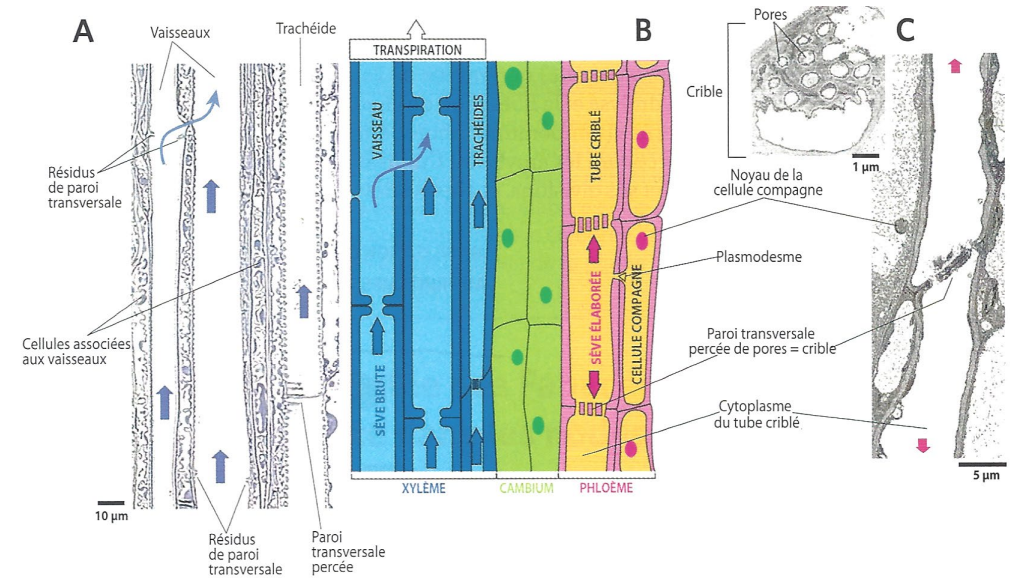 A
Vaisseaux
Trachéide
Résidus
de paroi
transversale
Cellules associées
aux vaisseaux
10 µm
Résidus
de paroi
transversale
Paroi
transversale
percée
TRANSPIRATION
B
VAISSEAU
TRACHÉIDES
TUBE CRIBLÉ
SÈVE BRUTE
SÈVE ÉLABORÉE
CELLULE COMPAGNE
XYLÈME
CAMBIUM
PHLOÈME
Pores
C
Crible
1 µm
Noyau de la
cellule compagne
Plasmodesme
Paroi transversale
percée de pores = crible
Cytoplasme
du tube criblé
5 µm